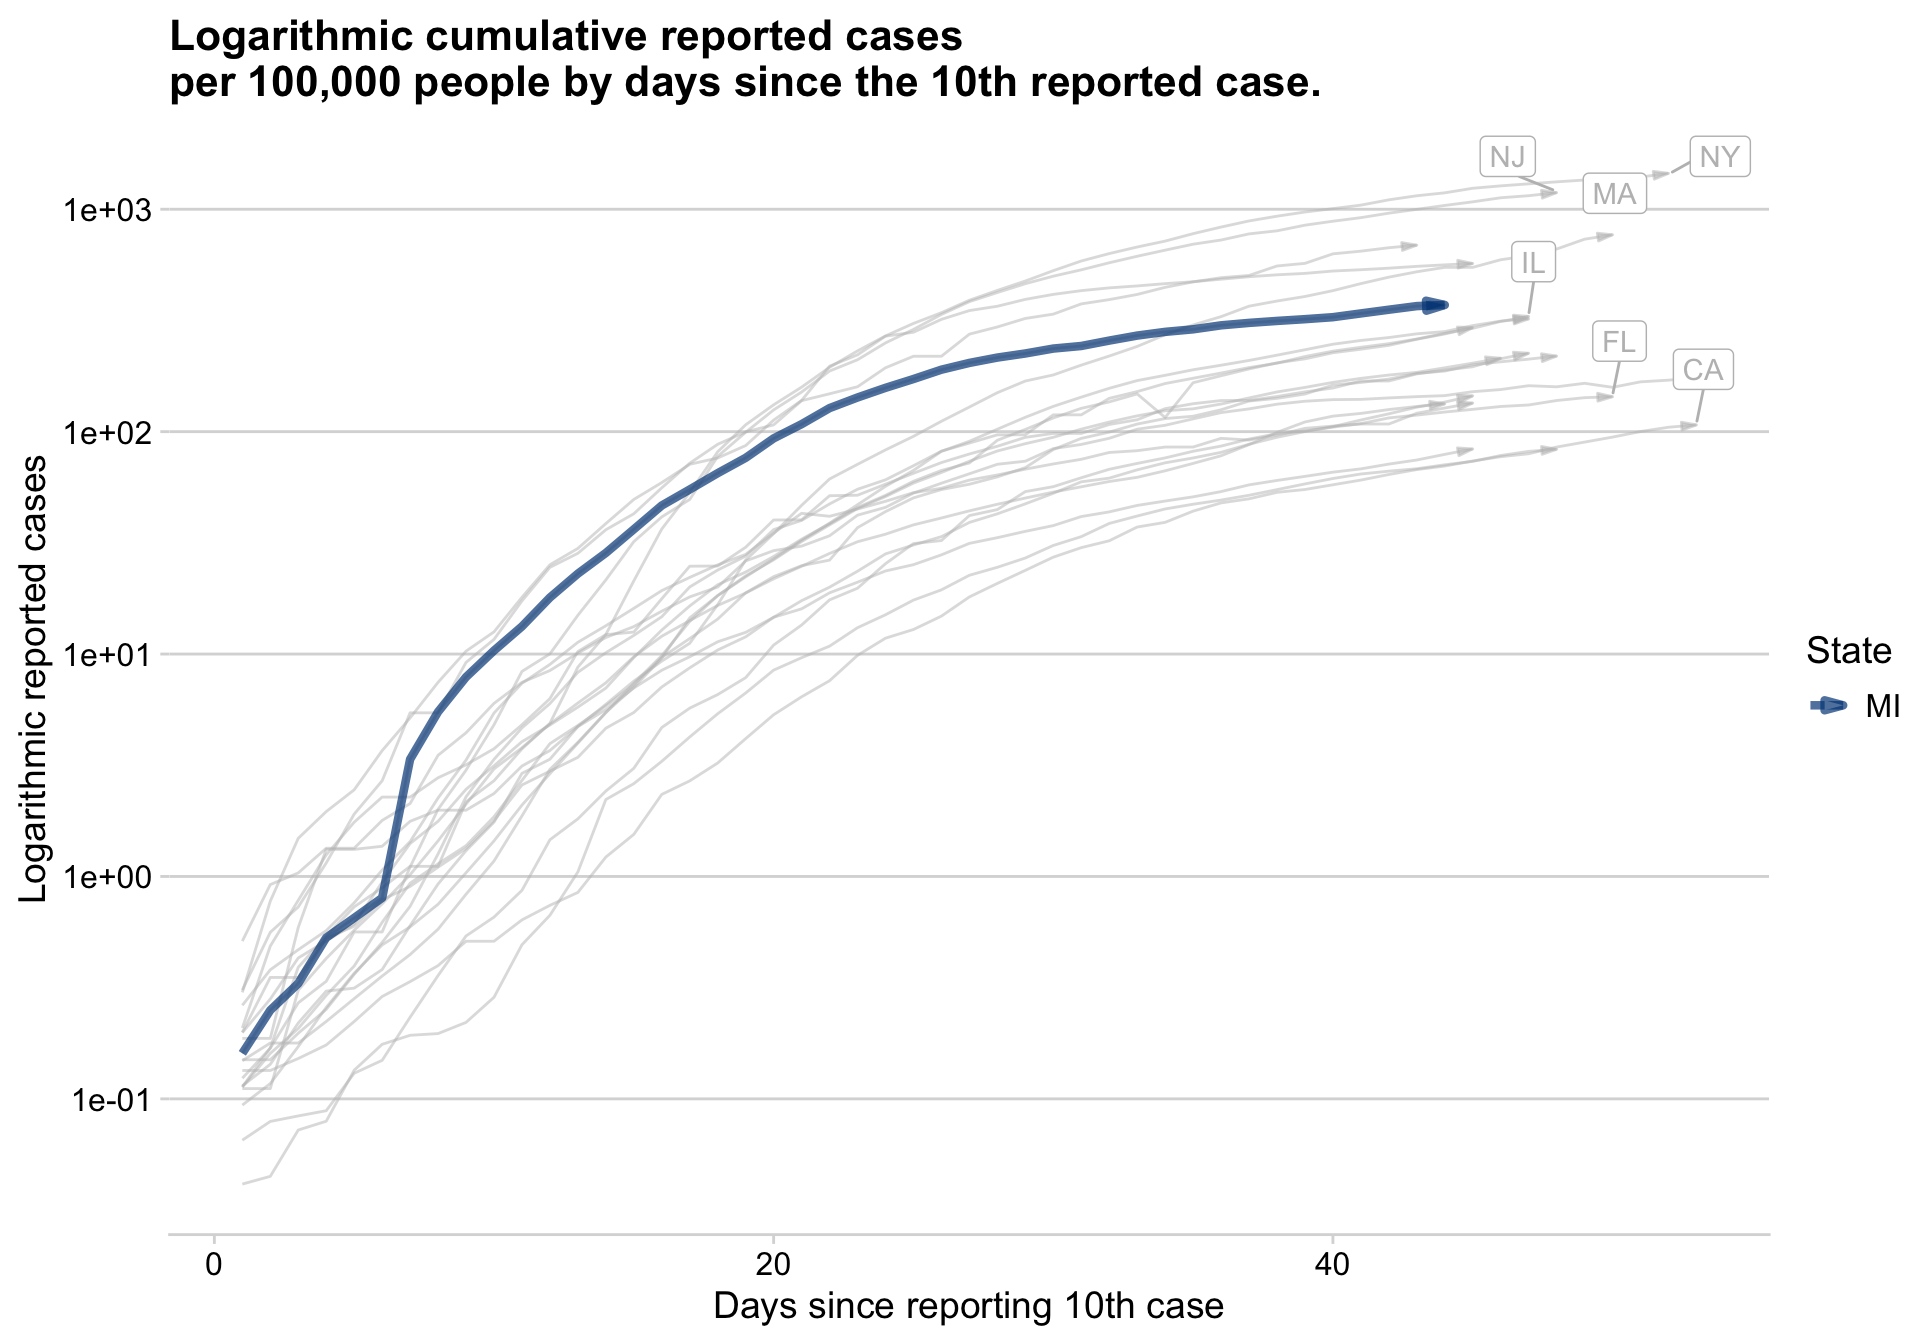 Logarithmic cumulative reported cases
per 100,000 people by days since the 10th reported case.
NJ
NY
MA
IL
FL
CA
1e+03
1e+02
1e+01
1e+00
1e-01
Logarithmic reported cases
0
20
40
Days since reporting 10th case
State
MI